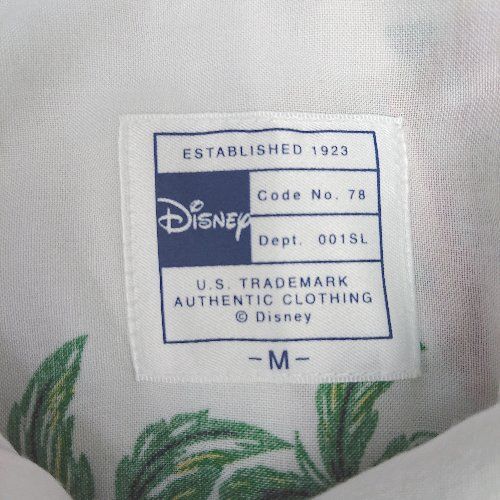 ESTABLISHED 1923
Disney
Code No. 78
Dept. 001SL
U.S. TRADEMARK
AUTHENTIC CLOTHING
© Disney
-M-